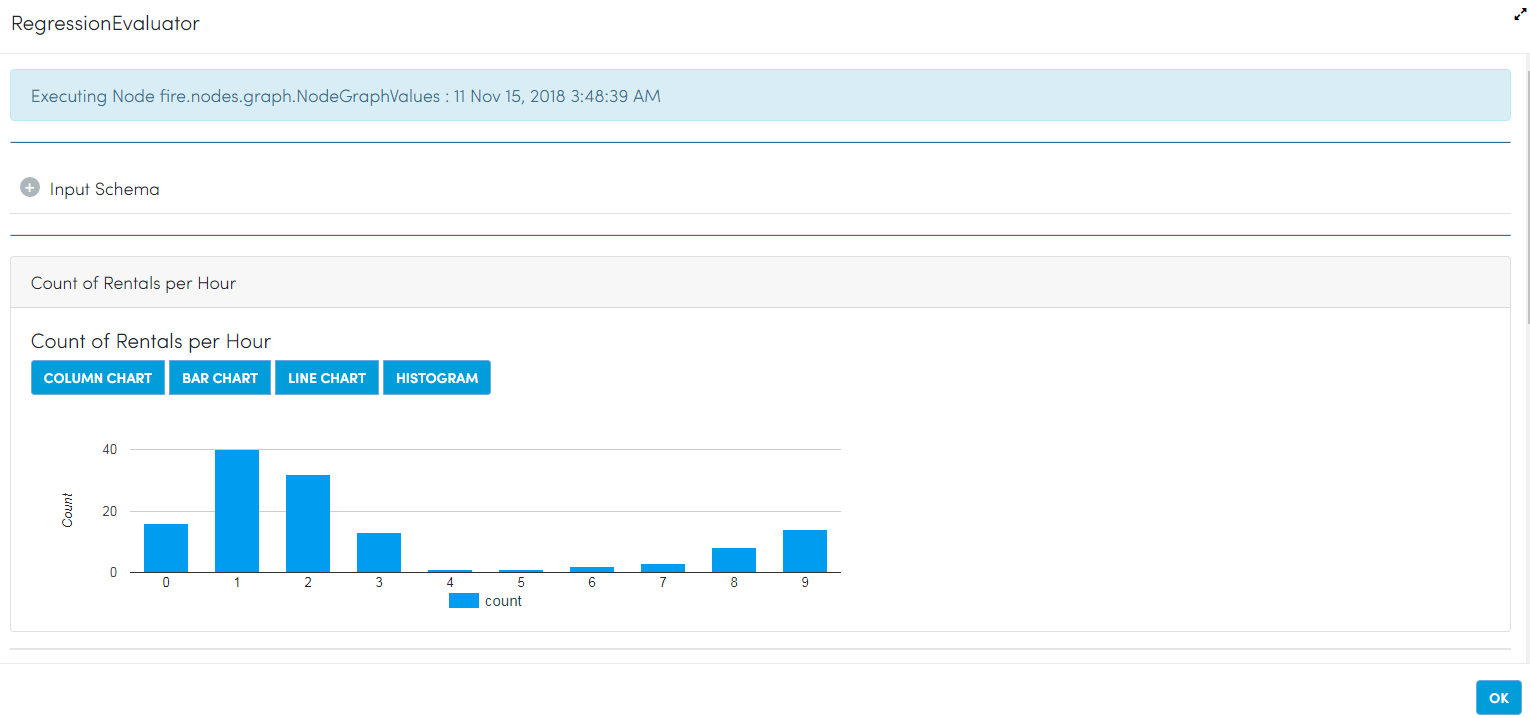 RegressionEvaluator
Executing Node fire.nodes.graph.NodeGraphValues : 11 Nov 15, 2018 3:48:39 AM
Input Schema
Count of Rentals per Hour
Count of Rentals per Hour
COLUMN CHART BAR CHART LINE CHART HISTOGRAM
40
20
0
Count
0 1 2 3 4 5 6 7 8 9
count
OK